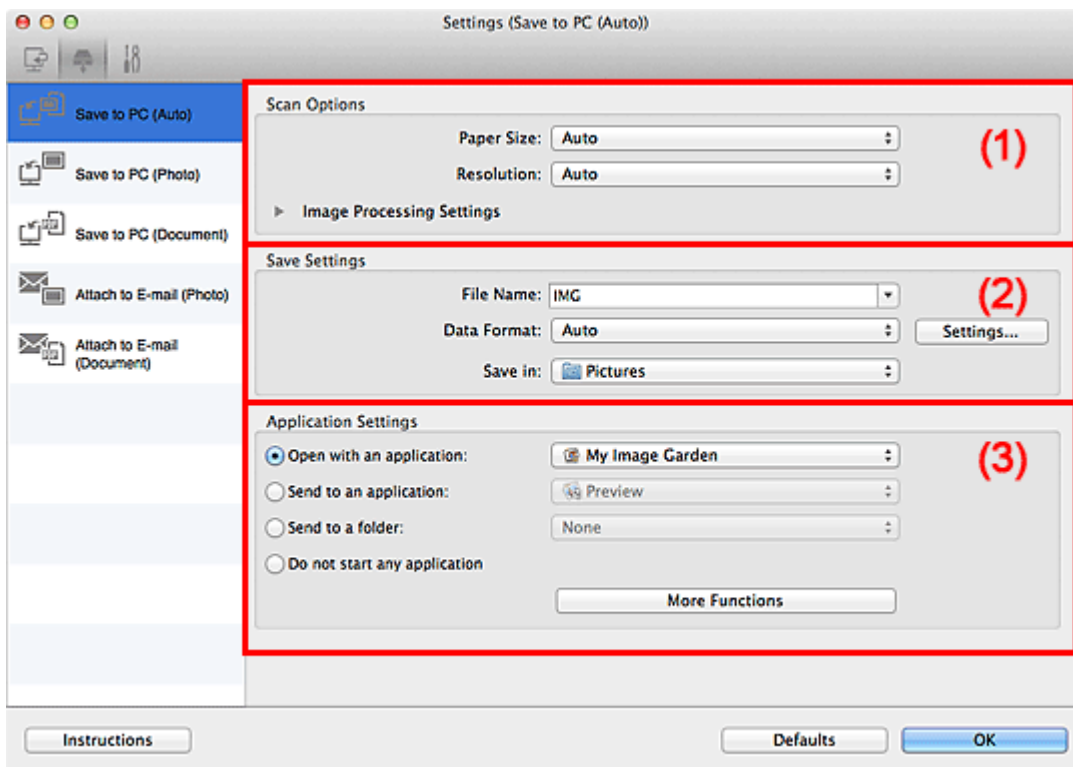 Settings (Save to PC (Auto))
Save to PC (Auto)
Save to PC (Photo)
Save to PC (Document)
Attach to E-mail (Photo)
Attach to E-mail
(Document)
Scan Options
(1)
Paper Size: Auto
Resolution: Auto
Image Processing Settings
Save Settings
(2)
File Name: IMG
Data Format: Auto Settings...
Save in: Pictures
Application Settings
(3)
Open with an application: My Image Garden
Send to an application: Preview
Send to a folder: None
Do not start any application
More Functions
Instructions Defaults OK